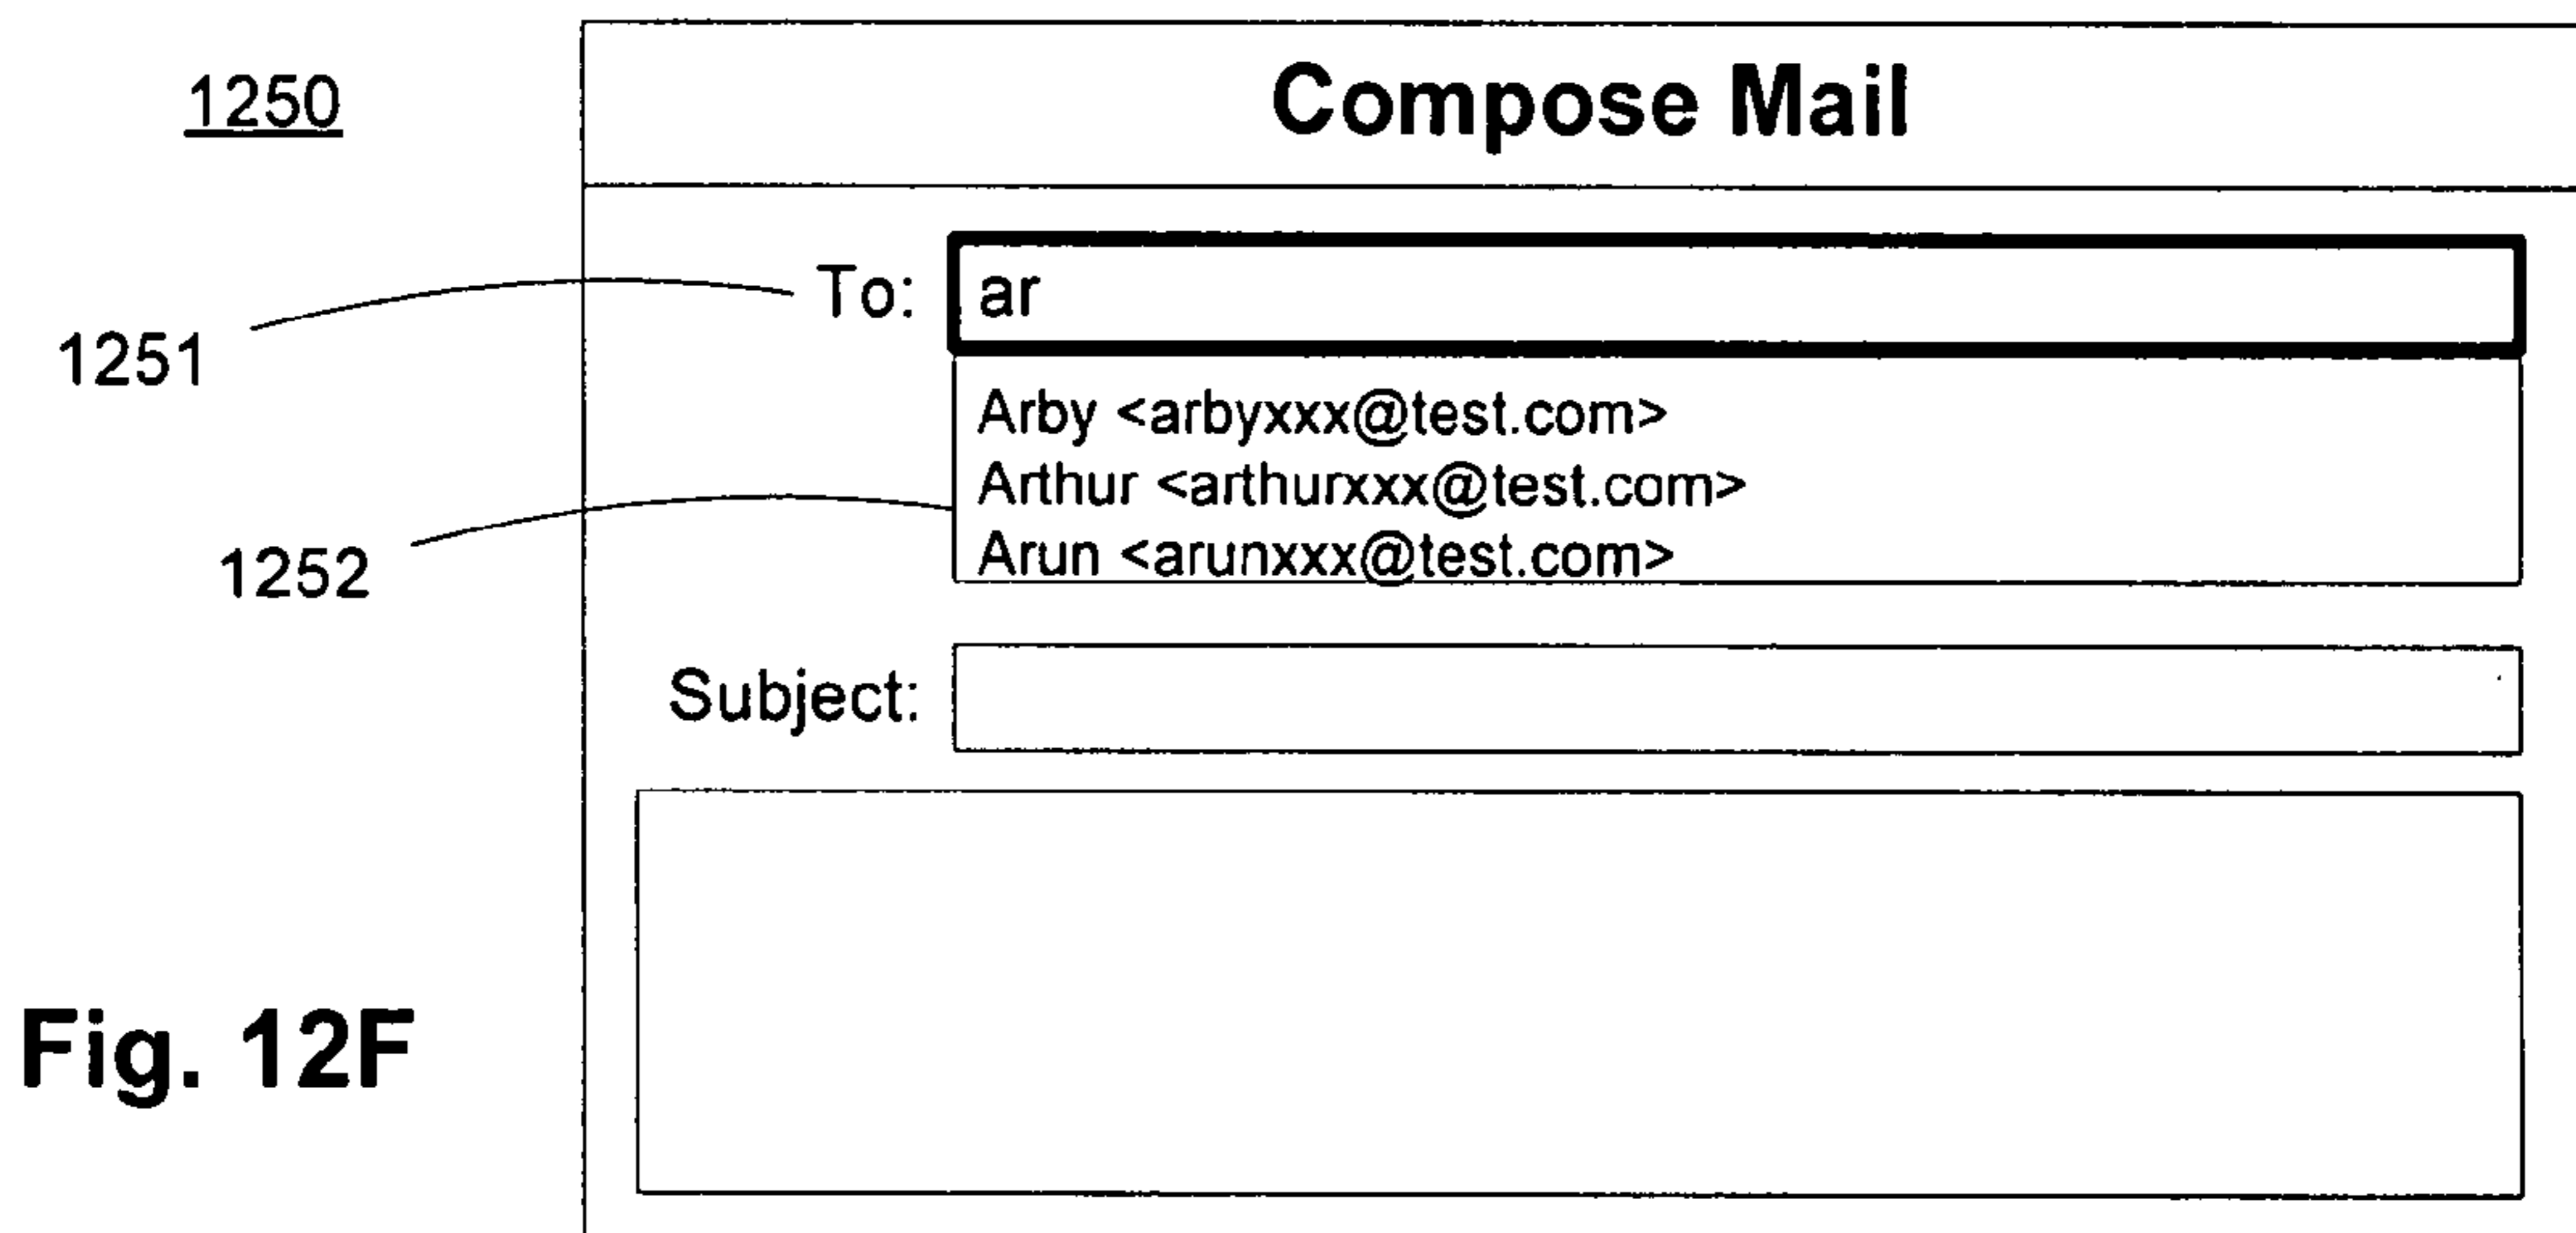 1250
Compose Mail
To: ar
1251
Arby <arbyxxx@test.com>
Arthur <arthurxxx@test.com>
Arun <arunxxx@test.com>
1252
Subject:
Fig. 12F